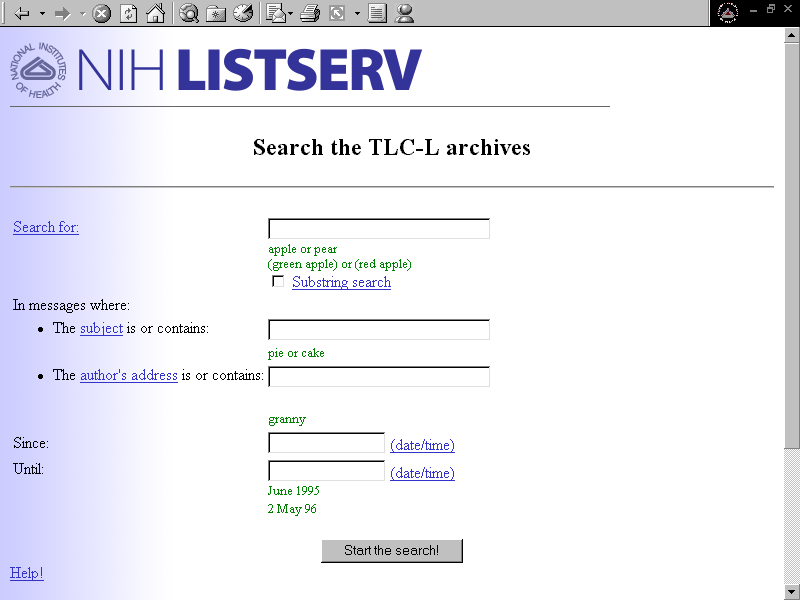 NATIONAL INSTITUTES OF HEALTH
NIH LISTSERV
Search the TLC-L archives
Search for:
apple or pear
(green apple) or (red apple)
Substring search
In messages where:
• The subject is or contains:
pie or cake
• The author's address is or contains:
granny
Since: (date/time)
Until: (date/time)
June 1995
2 May 96
Start the search!
Help!